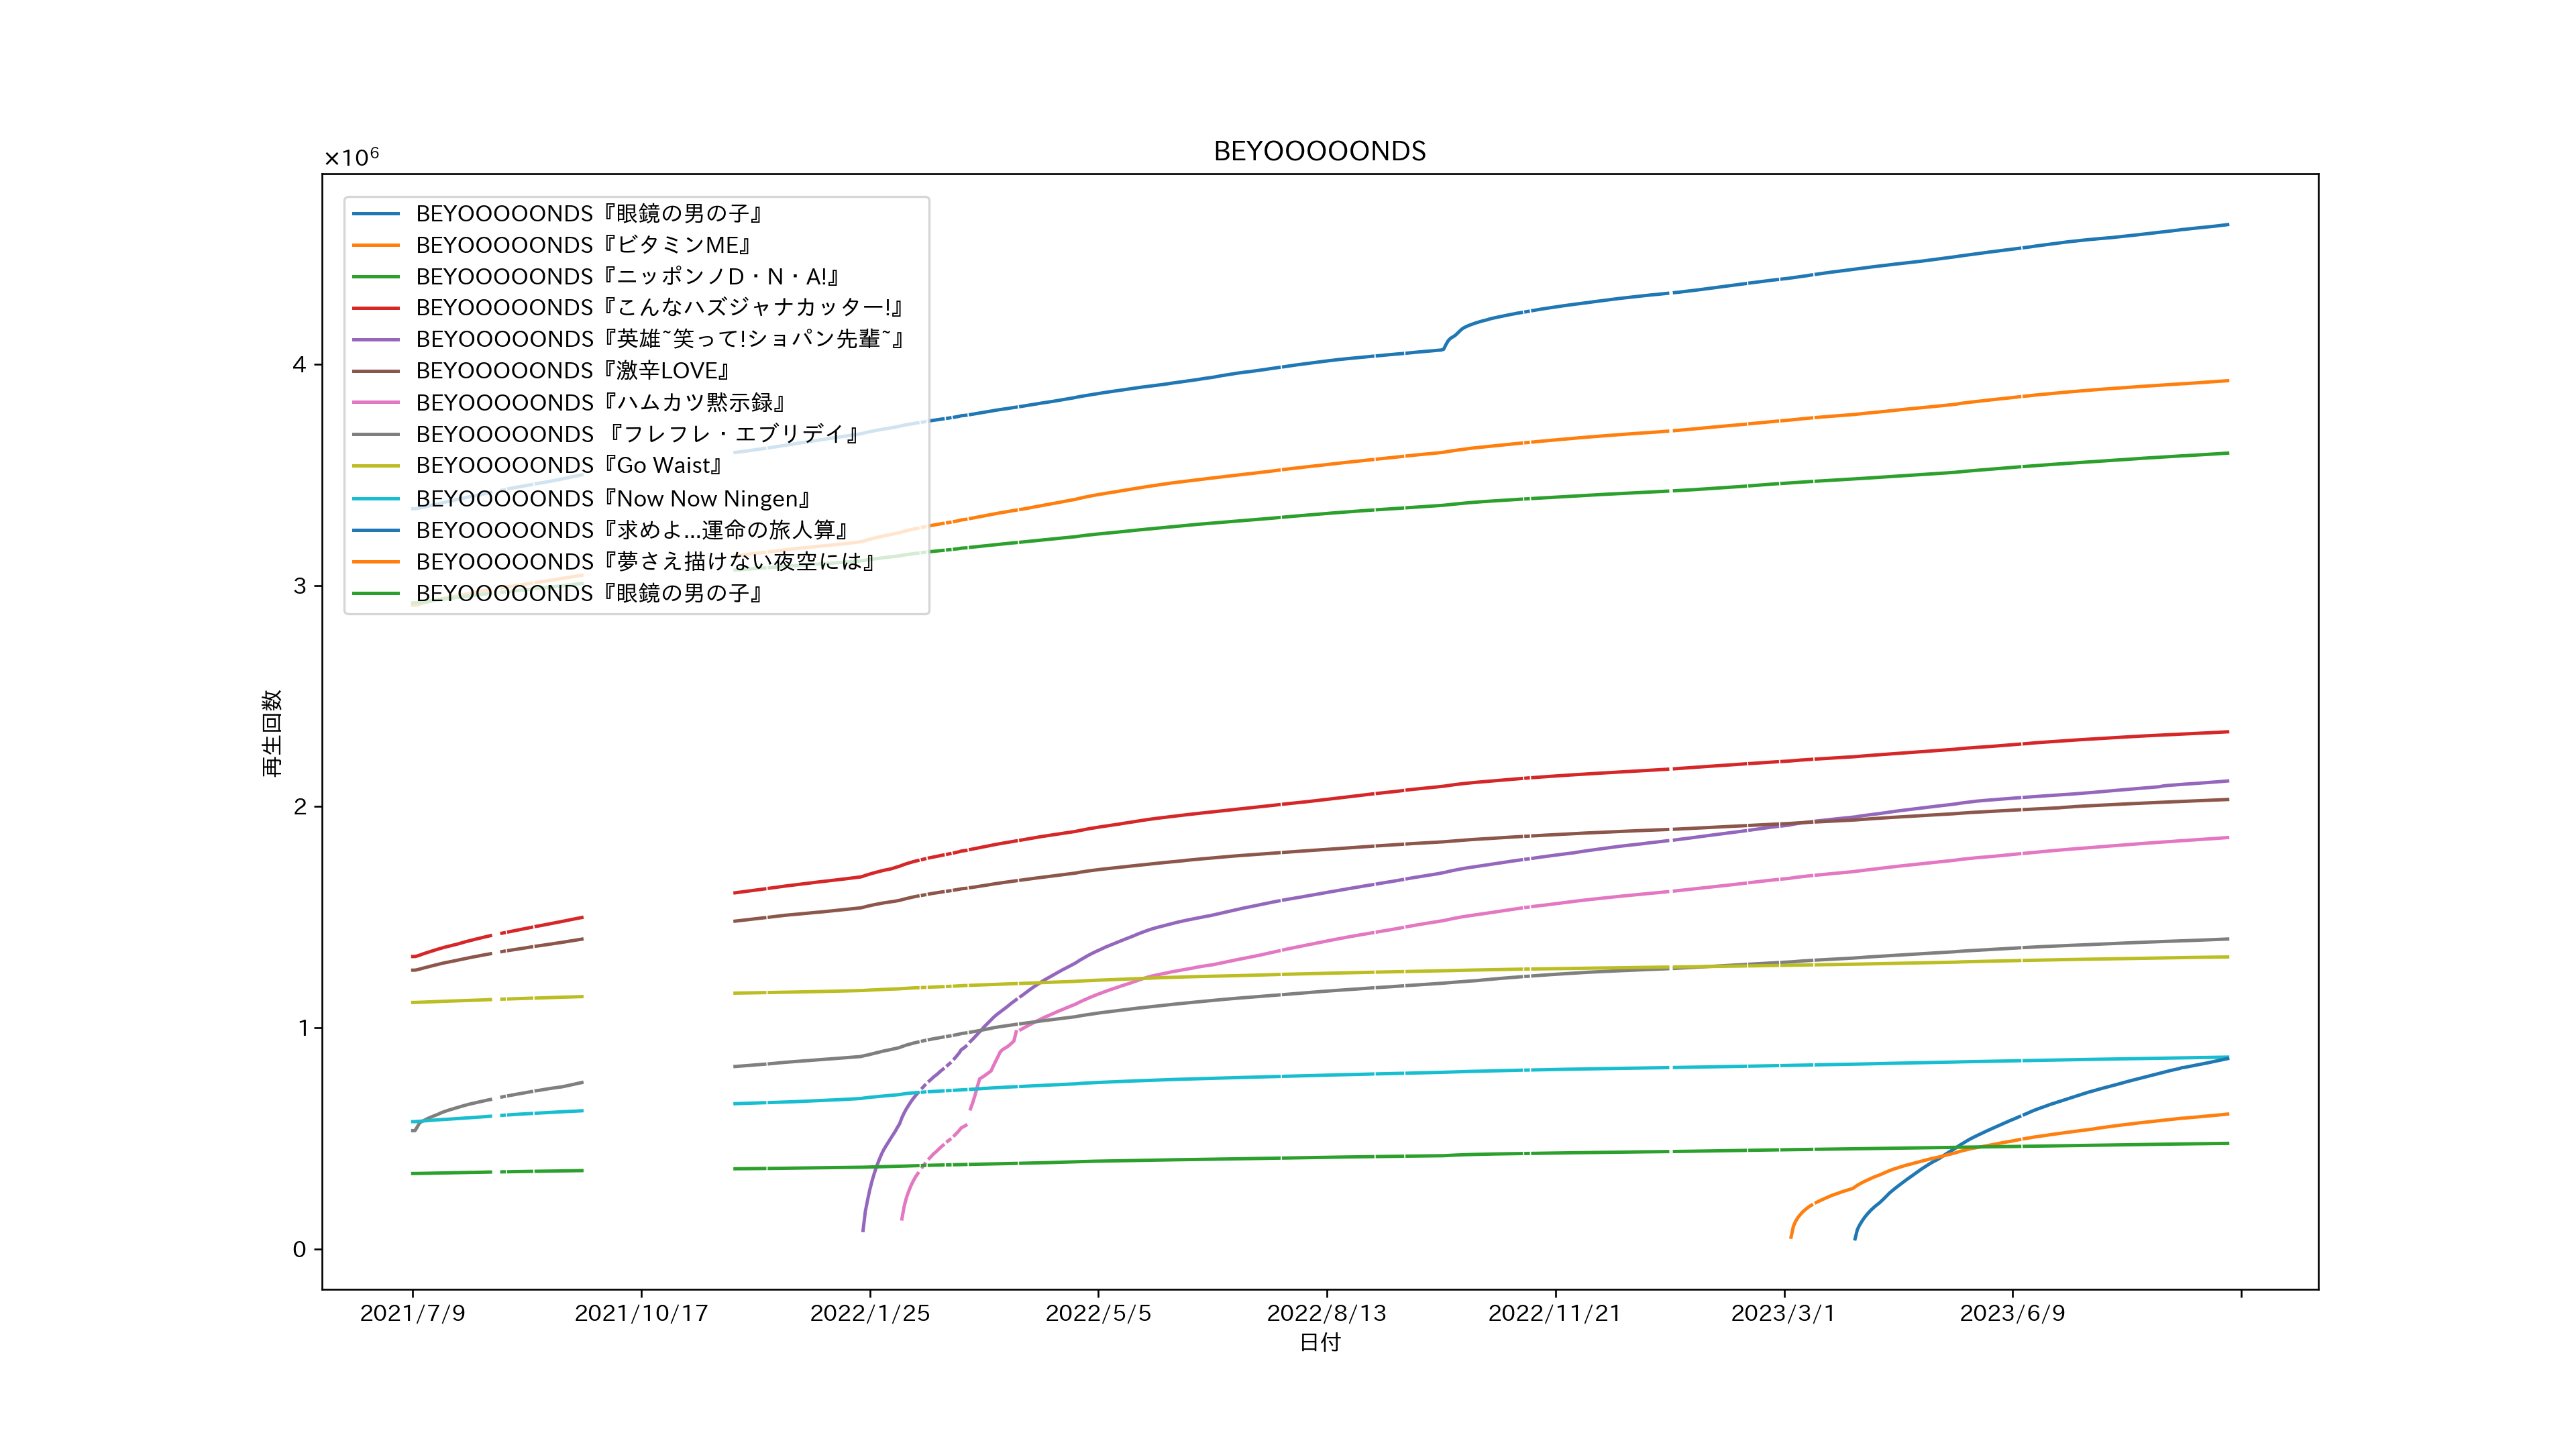 BEYOOOOONDS
×10⁶
BEYOOOOONDS『眼鏡の男の子』
BEYOOOOONDS『ビタミンME』
BEYOOOOONDS『ニッポンノD・N・A!』
BEYOOOOONDS『こんなハズジャナカッター!』
BEYOOOOONDS『英雄~笑って!ショパン先輩~』
BEYOOOOONDS『激辛LOVE』
BEYOOOOONDS『ハムカツ黙示録』
BEYOOOOONDS 『フレフレ・エブリデイ』
BEYOOOOONDS『Go Waist』
BEYOOOOONDS『Now Now Ningen』
BEYOOOOONDS『求めよ...運命の旅人算』
BEYOOOOONDS『夢さえ描けない夜空には』
BEYOOOOONDS『眼鏡の男の子』
4
3
2
1
0
再生回数
2021/7/9 2021/10/17 2022/1/25 2022/5/5 2022/8/13 2022/11/21 2023/3/1 2023/6/9
日付